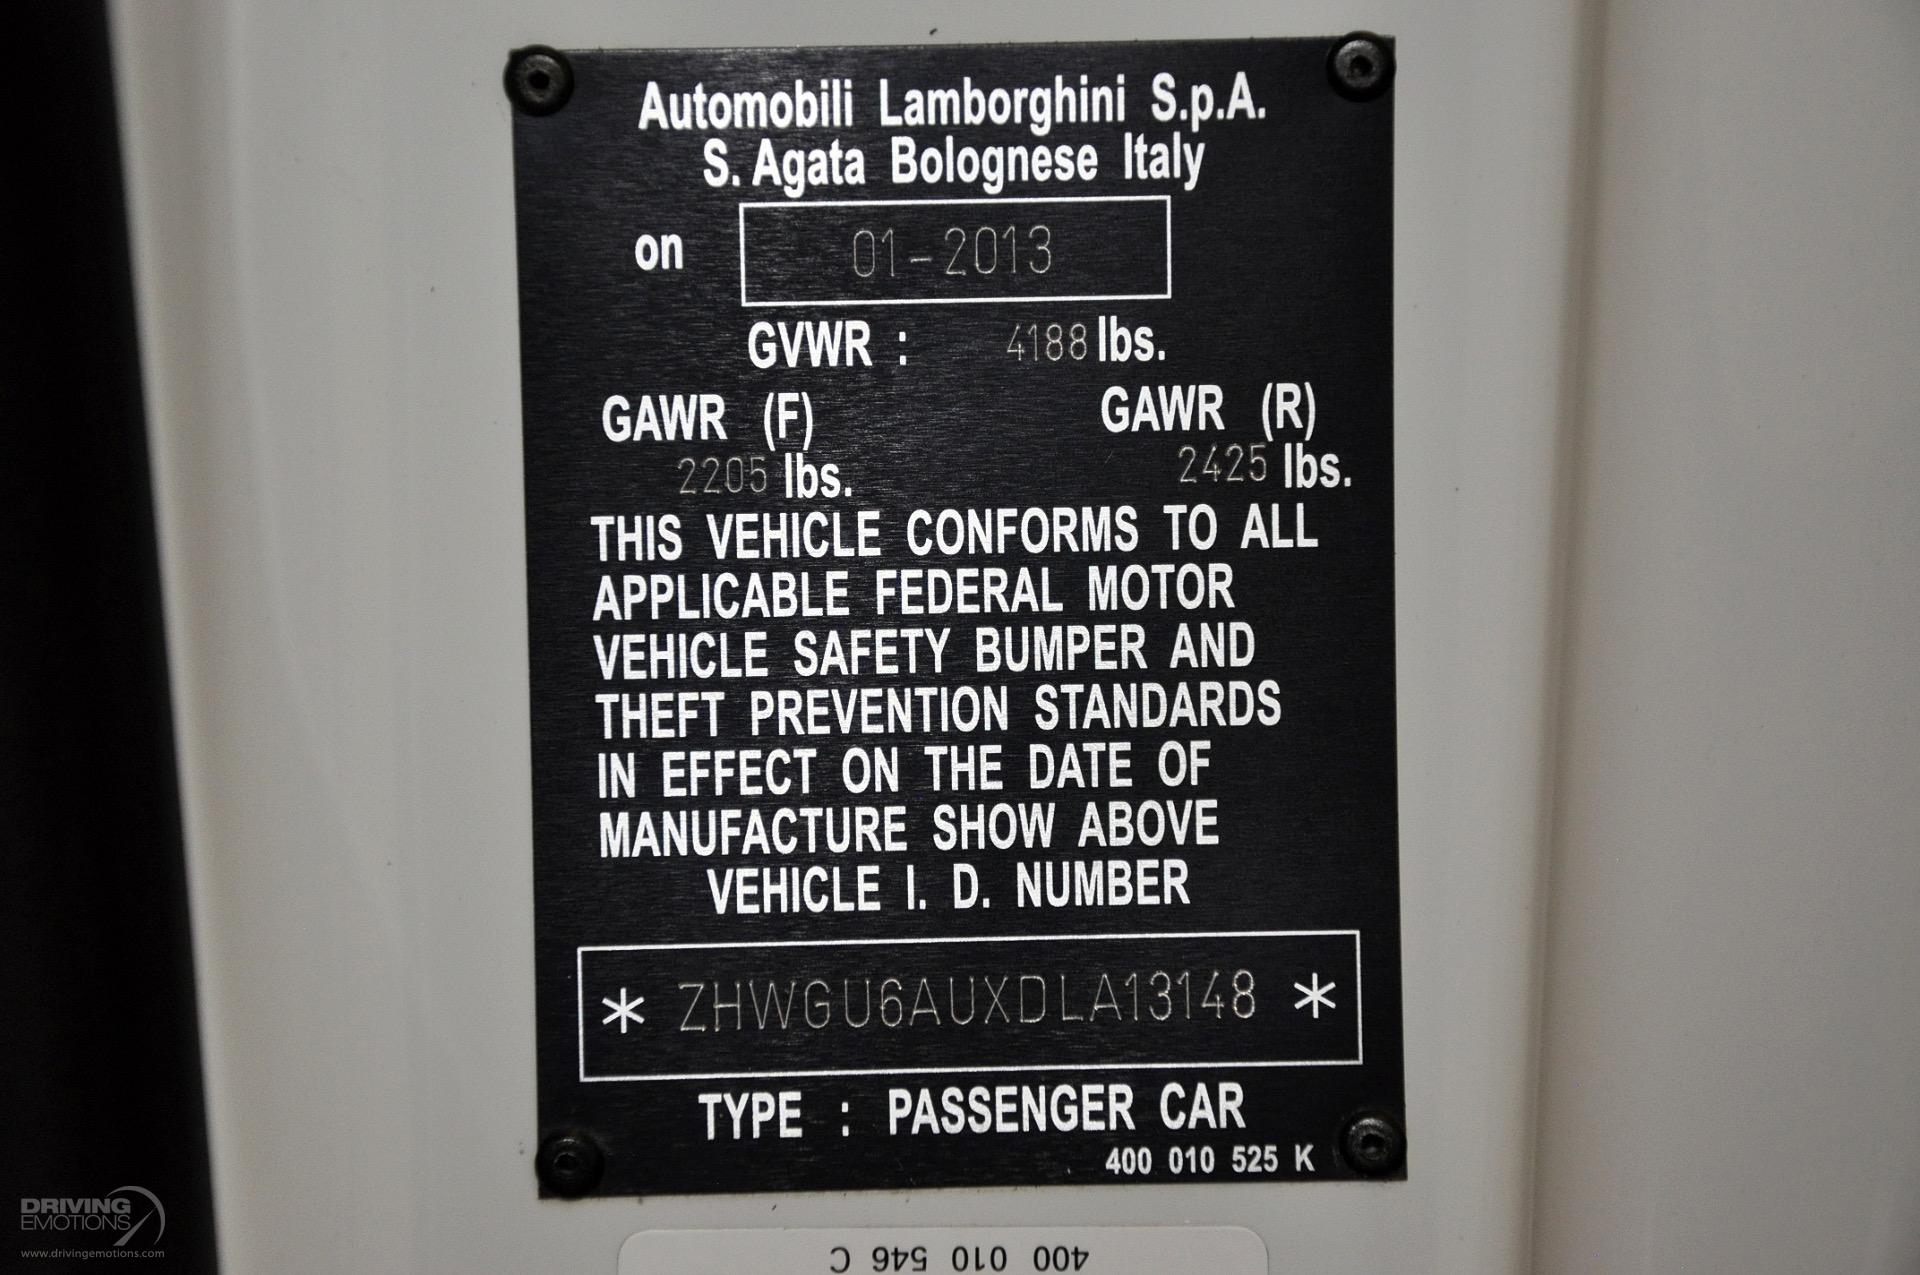 Automobili Lamborghini S.p.A.
S. Agata Bolognese Italy
on 01-2013
GVWR : 4188 lbs.
GAWR (F) GAWR (R)
2205 lbs. 2425 lbs.
THIS VEHICLE CONFORMS TO ALL
APPLICABLE FEDERAL MOTOR
VEHICLE SAFETY BUMPER AND
THEFT PREVENTION STANDARDS
IN EFFECT ON THE DATE OF
MANUFACTURE SHOW ABOVE
VEHICLE I. D. NUMBER
* ZHWGU6AUXDLA13148 *
TYPE : PASSENGER CAR
400 010 525 K
400 010 546 C
DRIVING
EMOTIONS
www.drivingemotions.com